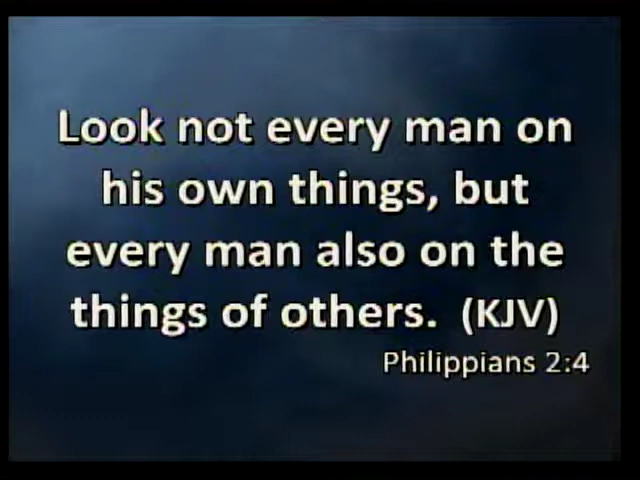 Look not every man on
his own things, but
every man also on the
things of others. (KJV)
Philippians 2:4